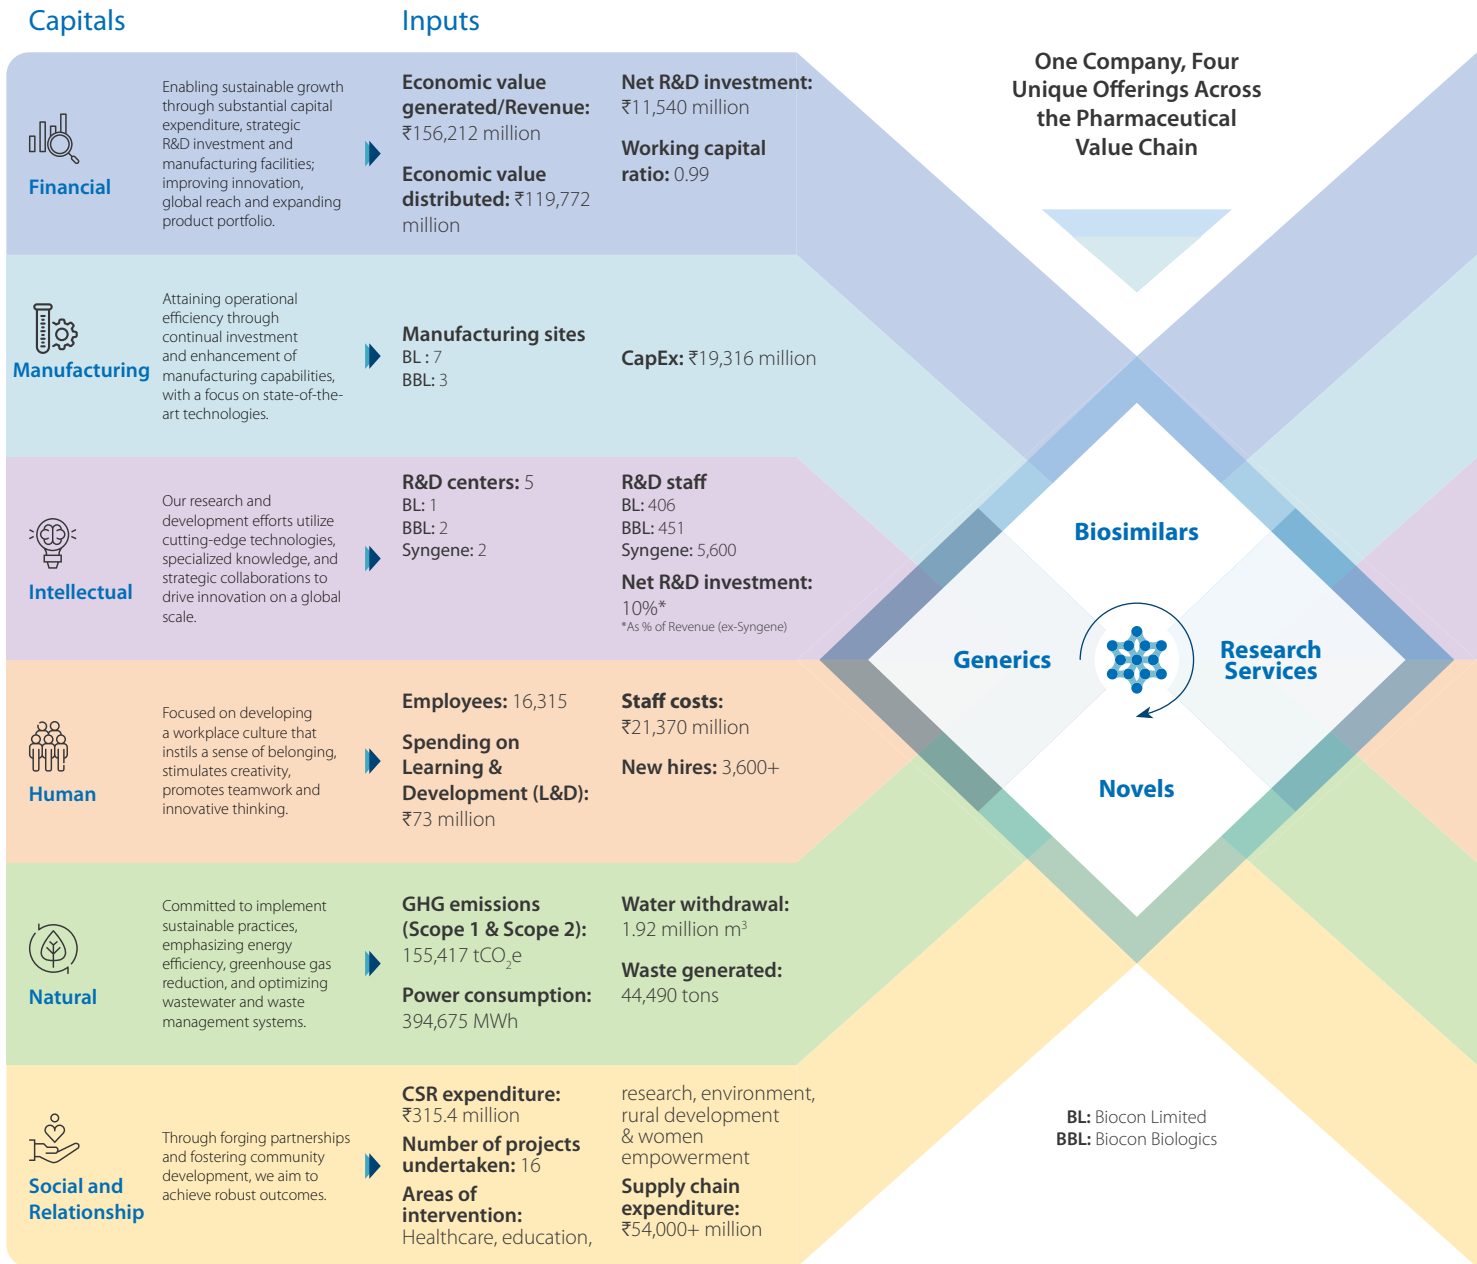 Capitals
Inputs
Financial
Enabling sustainable growth
through substantial capital
expenditure, strategic
R&D investment and
manufacturing facilities;
improving innovation,
global reach and expanding
product portfolio.
Economic value
generated/Revenue:
₹156,212 million
Economic value
distributed: ₹119,772
million
Net R&D investment:
₹11,540 million
Working capital
ratio: 0.99
Manufacturing
Attaining operational
efficiency through
continual investment
and enhancement of
manufacturing capabilities,
with a focus on state-of-the-
art technologies.
Manufacturing sites
BL : 7
BBL: 3
CapEx: ₹19,316 million
Intellectual
Our research and
development efforts utilize
cutting-edge technologies,
specialized knowledge, and
strategic collaborations to
drive innovation on a global
scale.
R&D centers: 5
BL: 1
BBL: 2
Syngene: 2
R&D staff
BL: 406
BBL: 451
Syngene: 5,600
Net R&D investment:
10%*
*As % of Revenue (ex-Syngene)
Human
Focused on developing
a workplace culture that
instils a sense of belonging,
stimulates creativity,
promotes teamwork and
innovative thinking.
Employees: 16,315
Spending on
Learning &
Development (L&D):
₹73 million
Staff costs:
₹21,370 million
New hires: 3,600+
Natural
Committed to implement
sustainable practices,
emphasizing energy
efficiency, greenhouse gas
reduction, and optimizing
wastewater and waste
management systems.
GHG emissions
(Scope 1 & Scope 2):
155,417 tCO₂e
Power consumption:
394,675 MWh
Water withdrawal:
1.92 million m³
Waste generated:
44,490 tons
Social and
Relationship
Through forging partnerships
and fostering community
development, we aim to
achieve robust outcomes.
CSR expenditure:
₹315.4 million
Number of projects
undertaken: 16
Areas of
intervention:
Healthcare, education,
research, environment,
rural development
& women
empowerment
Supply chain
expenditure:
₹54,000+ million
One Company, Four
Unique Offerings Across
the Pharmaceutical
Value Chain
Biosimilars
Generics
Research
Services
Novels
BL: Biocon Limited
BBL: Biocon Biologics